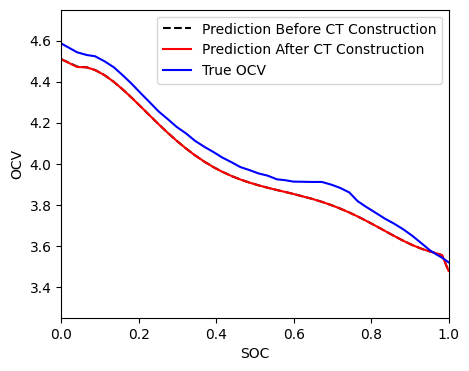 Prediction Before CT Construction
Prediction After CT Construction
True OCV
4.6
4.4
4.2
4.0
3.8
3.6
3.4
OCV
0.0 0.2 0.4 0.6 0.8 1.0
SOC